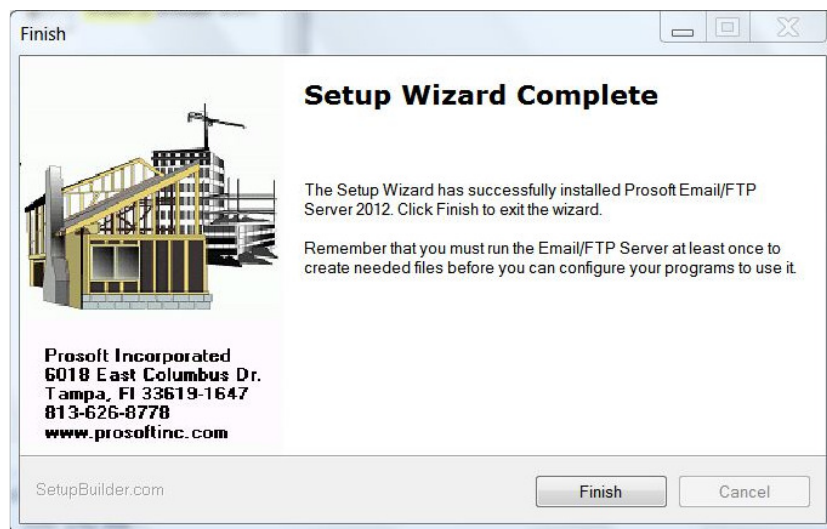 Finish
Setup Wizard Complete
The Setup Wizard has successfully installed Prosoft Email/FTP
Server 2012. Click Finish to exit the wizard.
Remember that you must run the Email/FTP Server at least once to
create needed files before you can configure your programs to use it.
Prosoft Incorporated
6018 East Columbus Dr.
Tampa, Fl 33619-1647
813-626-8778
www.prosoftinc.com
SetupBuilder.com
Finish
Cancel